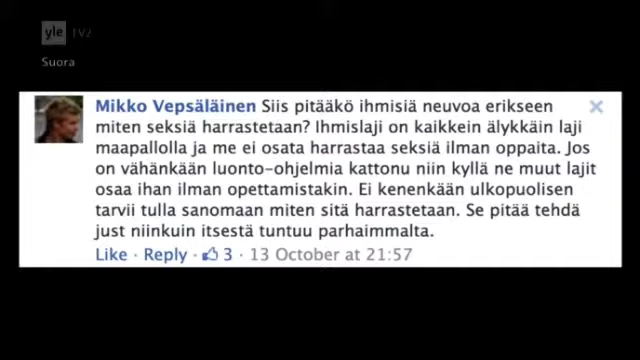 yle TV2
Suora
Mikko Vepsäläinen Siis pitääkö ihmisiä neuvoa erikseen
miten seksiä harrastetaan? Ihmislaji on kaikkein älykkäin laji
maapallolla ja me ei osata harrastaa seksiä ilman oppaita. Jos
on vähänkään luonto-ohjelmia kattonu niin kyllä ne muut lajit
osaa ihan ilman opettamistakin. Ei kenenkään ulkopuolisen
tarvii tulla sanomaan miten sitä harrastetaan. Se pitää tehdä
just niinkuin itsestä tuntuu parhaimmalta.
Like · Reply · 3 · 13 October at 21:57